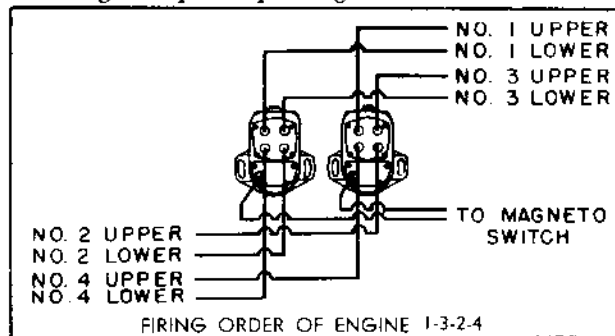 NO. 1 UPPER
NO. 1 LOWER
NO. 3 UPPER
NO. 3 LOWER
TO MAGNETO
SWITCH
NO. 2 UPPER
NO. 2 LOWER
NO. 4 UPPER
NO. 4 LOWER
FIRING ORDER OF ENGINE 1-3-2-4